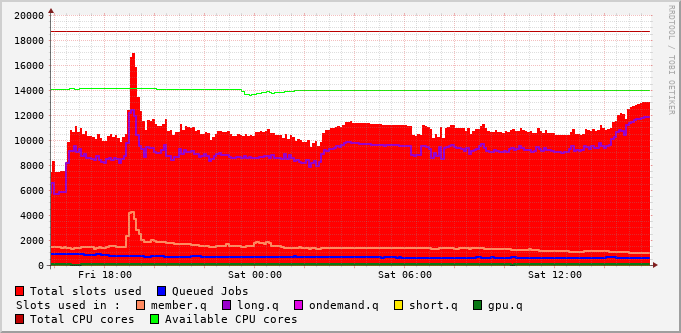 RRDTOOL / TOBI OETIKER
20000
18000
16000
14000
12000
10000
8000
6000
4000
2000
0
Fri 18:00 Sat 00:00 Sat 06:00 Sat 12:00
Total slots used Queued Jobs
Slots used in : member.q long.q ondemand.q short.q gpu.q
Total CPU cores Available CPU cores